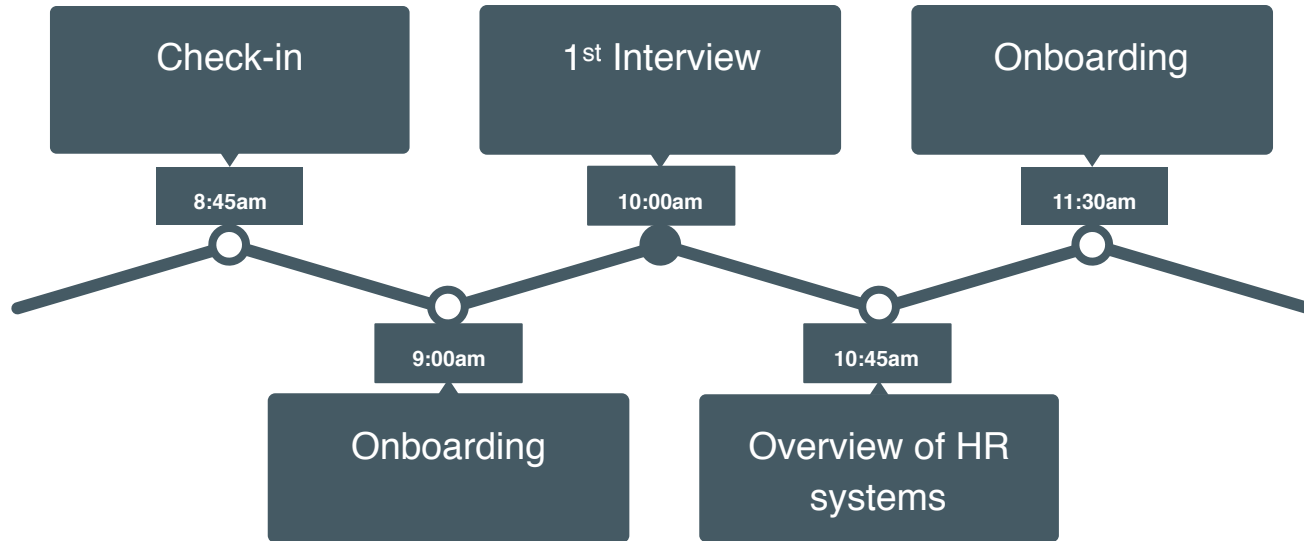 Check-in
8:45am
9:00am
Onboarding
1st Interview
10:00am
10:45am
Overview of HR
systems
Onboarding
11:30am